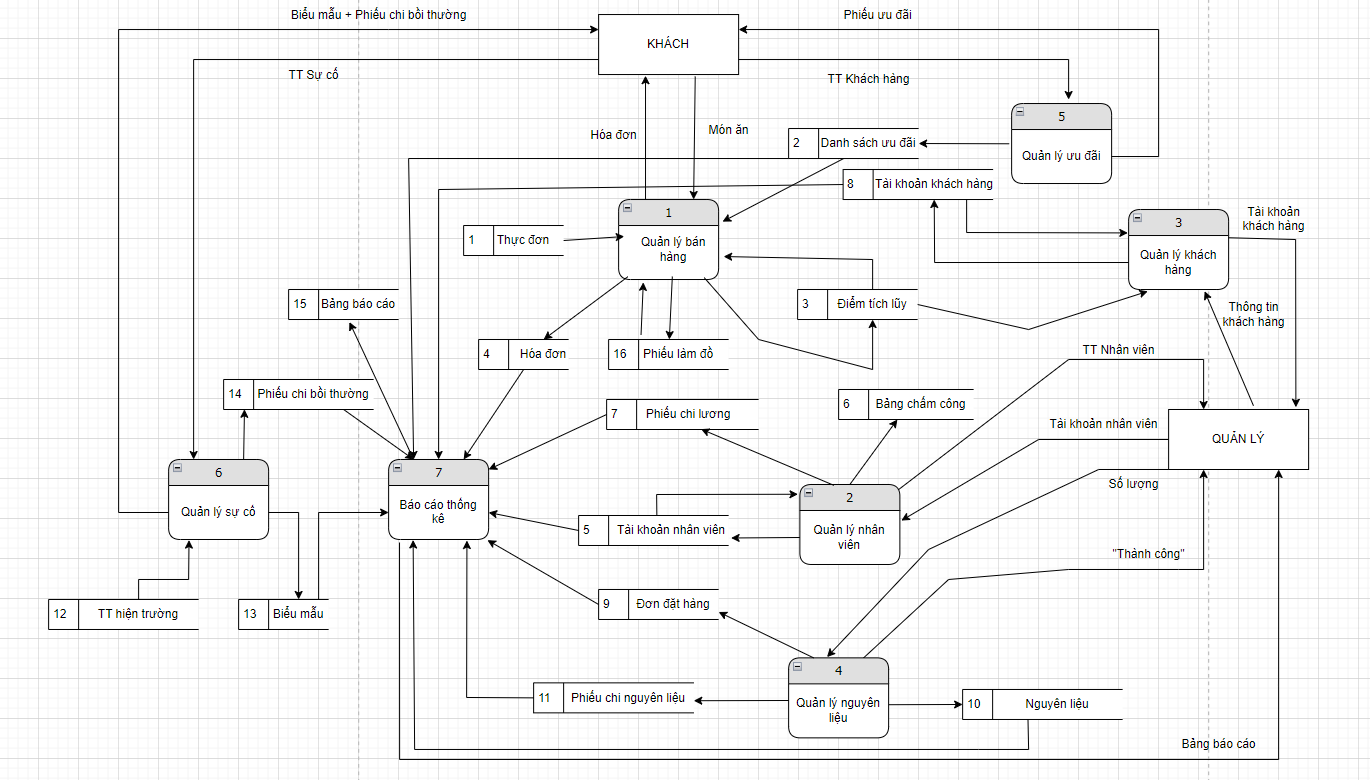 Biểu mẫu + Phiếu chi bồi thường
Phiếu ưu đãi
KHÁCH
TT Sự cố
TT Khách hàng
5
Quản lý ưu đãi
Hóa đơn
Món ăn
2
Danh sách ưu đãi
8
Tài khoản khách hàng
1
Quản lý bán
hàng
1
Thực đơn
3
Quản lý khách
hàng
Tài khoản
khách hàng
15
Bảng báo cáo
3
Điểm tích lũy
Thông tin
khách hàng
4
Hóa đơn
16
Phiếu làm đồ
TT Nhân viên
14
Phiếu chi bồi thường
7
Phiếu chi lương
6
Bảng chấm công
Tài khoản nhân viên
QUẢN LÝ
6
Quản lý sự cố
7
Báo cáo thống
kê
2
Quản lý nhân
viên
Số lượng
5
Tài khoản nhân viên
"Thành công"
12
TT hiện trường
13
Biểu mẫu
9
Đơn đặt hàng
4
Quản lý nguyên
liệu
11
Phiếu chi nguyên liệu
10
Nguyên liệu
Bảng báo cáo